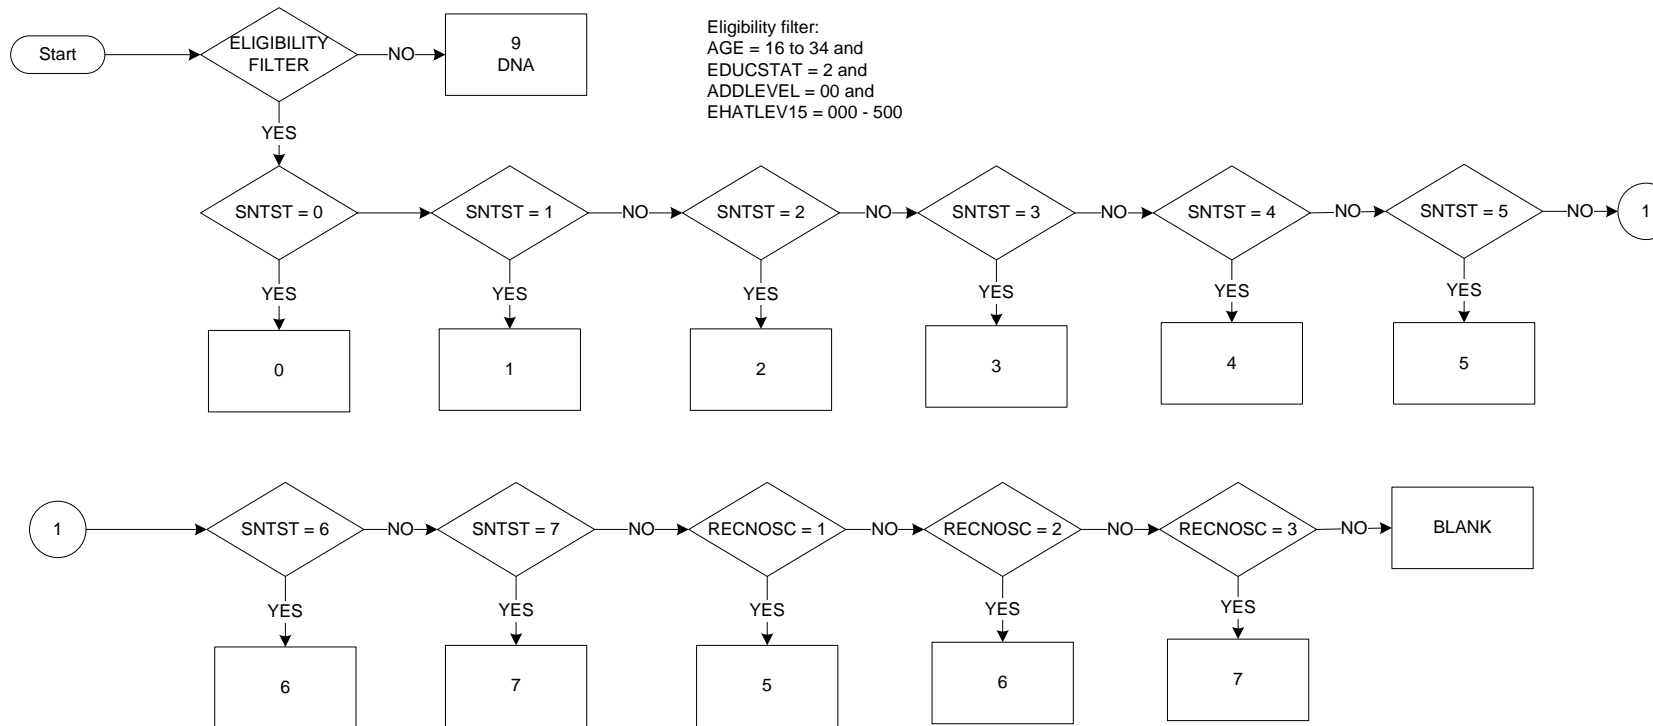 Start
ELIGIBILITY
FILTER
NO
9
DNA
Eligibility filter:
AGE = 16 to 34 and
EDUCSTAT = 2 and
ADDLEVEL = 00 and
EHATLEV15 = 000 - 500
YES
SNTST = 0
SNTST = 1
NO
SNTST = 2
NO
SNTST = 3
NO
SNTST = 4
NO
SNTST = 5
NO
1
YES
YES
YES
YES
YES
YES
0
1
2
3
4
5
1
SNTST = 6
NO
SNTST = 7
NO
RECNOSC = 1
NO
RECNOSC = 2
NO
RECNOSC = 3
NO
BLANK
YES
YES
YES
YES
YES
6
7
5
6
7